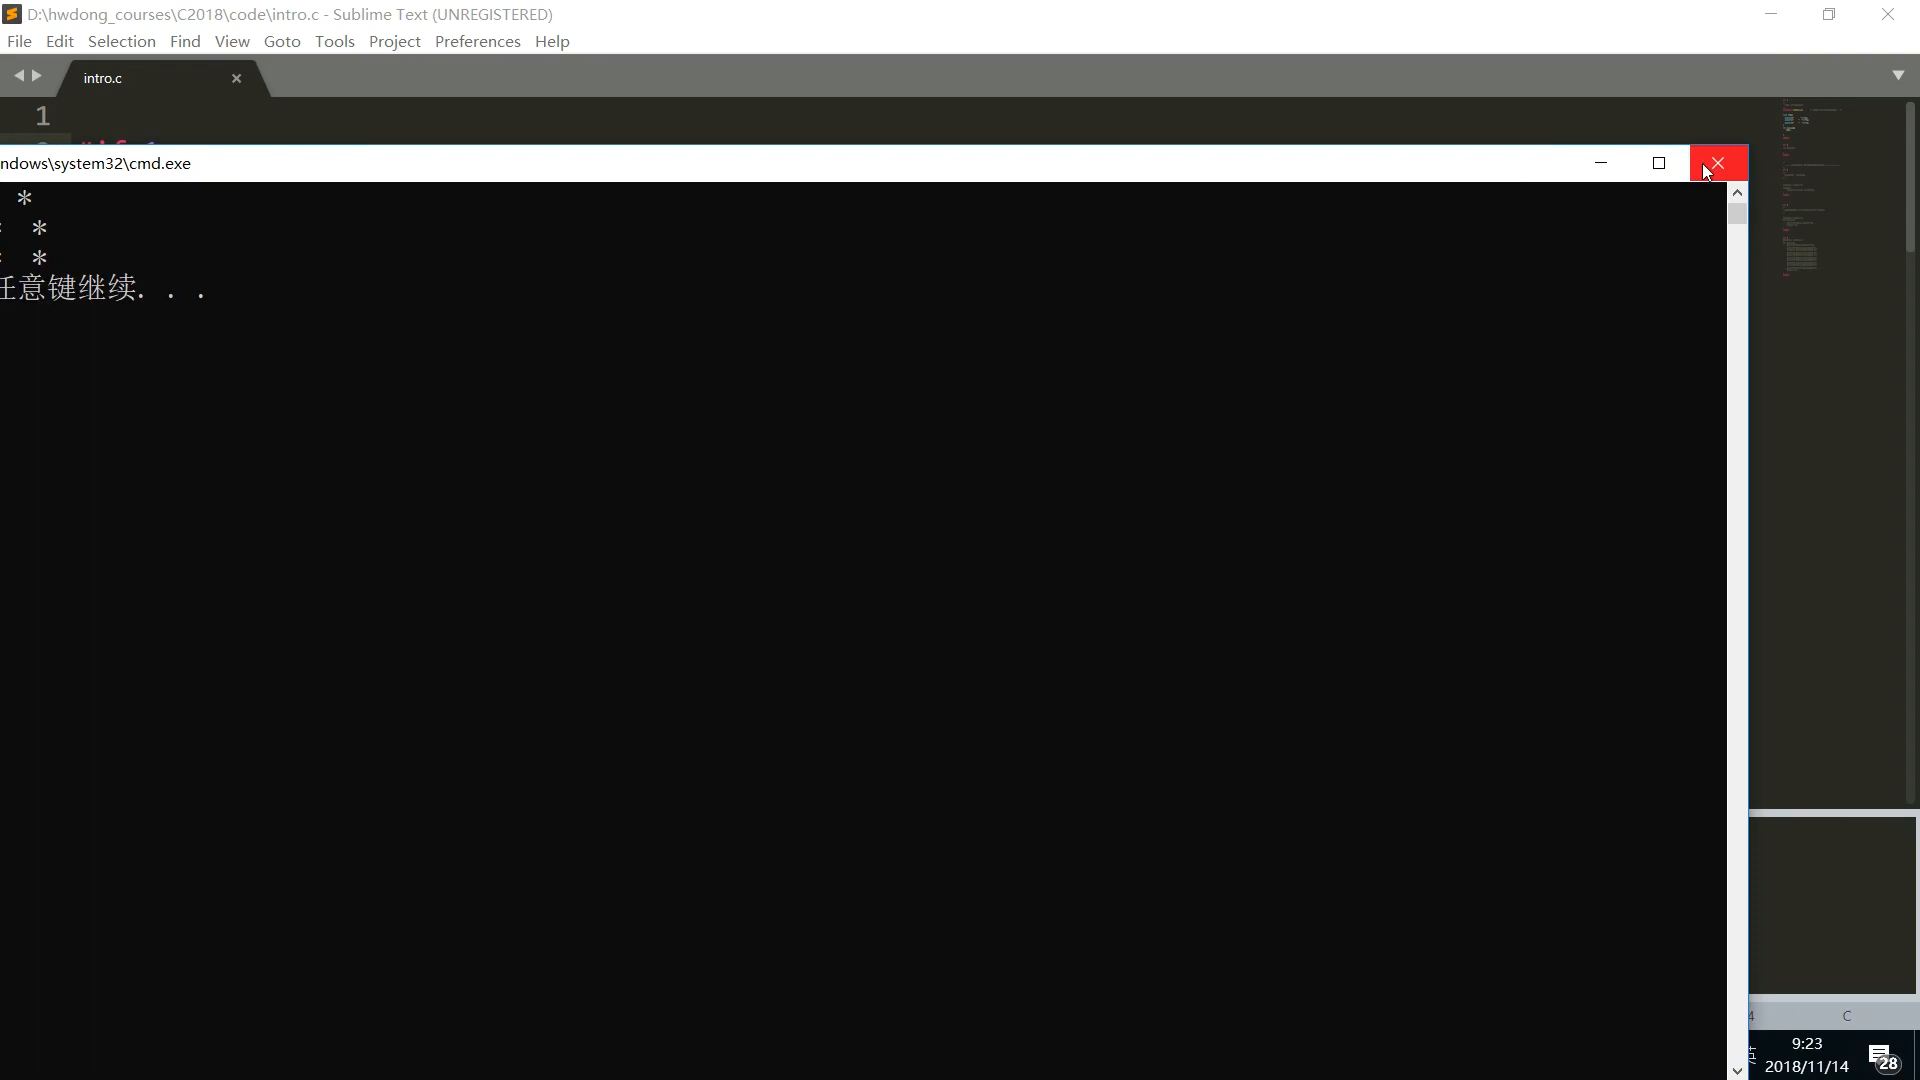 D:\hwdong_courses\C2018\code\intro.c - Sublime Text (UNREGISTERED)
File Edit Selection Find View Goto Tools Project Preferences Help
intro.c
1
ndows\system32\cmd.exe
*
*
*
任意键继续. . .
4 C
9:23
2018/11/14
28